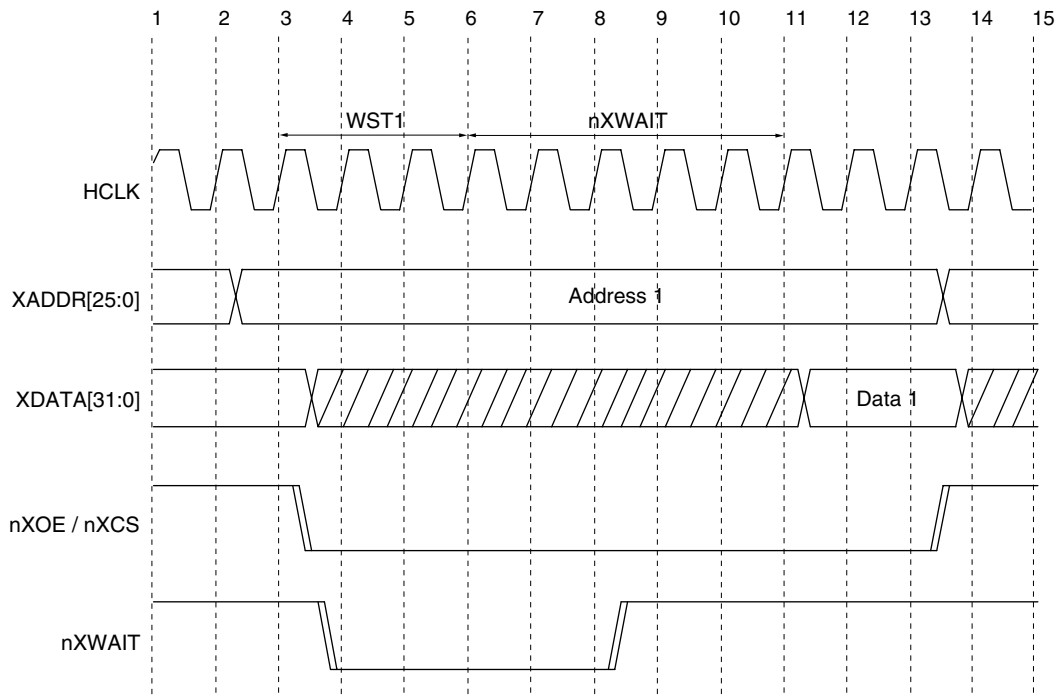 1 2 3 4 5 6 7 8 9 10 11 12 13 14 15
WST1 nXWAIT
HCLK
XADDR[25:0] Address 1
XDATA[31:0] Data 1
nXOE / nXCS
nXWAIT